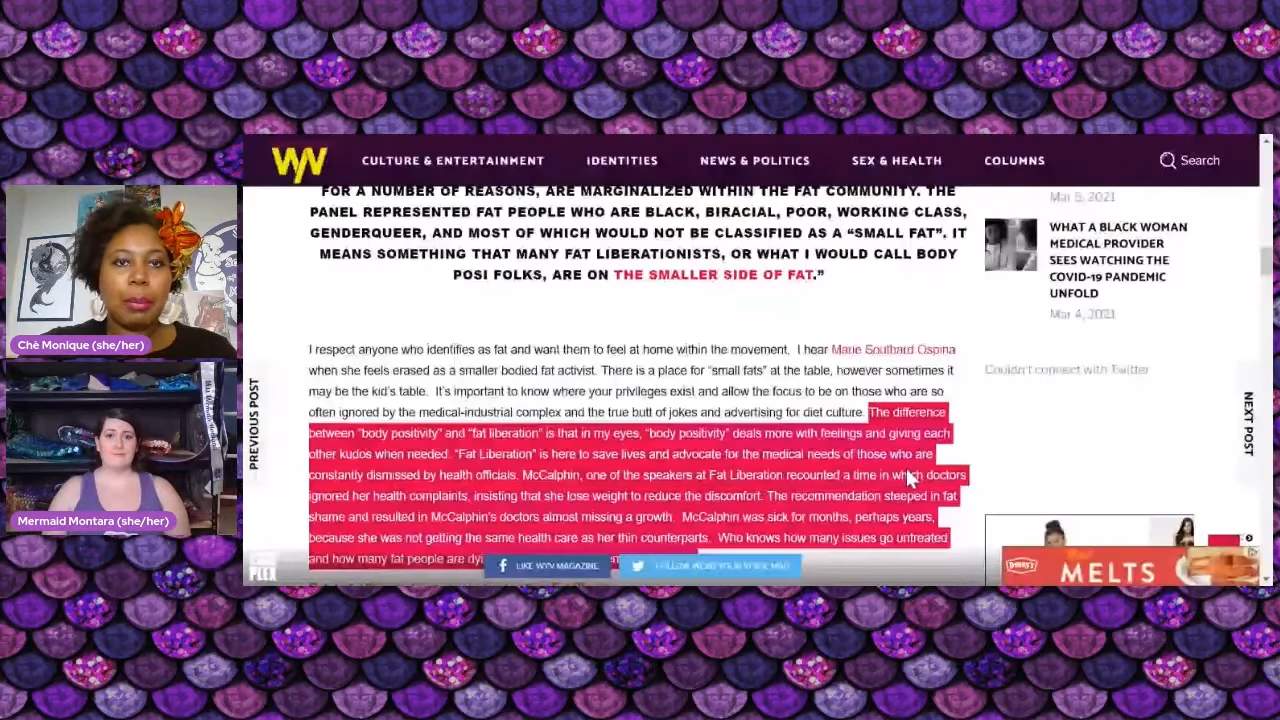 WYV
CULTURE & ENTERTAINMENT
IDENTITIES
NEWS & POLITICS
SEX & HEALTH
COLUMNS
Search
FOR A NUMBER OF REASONS, ARE MARGINALIZED WITHIN THE FAT COMMUNITY. THE
PANEL REPRESENTED FAT PEOPLE WHO ARE BLACK, BIRACIAL, POOR, WORKING CLASS,
GENDERQUEER, AND MOST OF WHICH WOULD NOT BE CLASSIFIED AS A “SMALL FAT”. IT
MEANS SOMETHING THAT MANY FAT LIBERATIONISTS, OR WHAT I WOULD CALL BODY
POSI FOLKS, ARE ON THE SMALLER SIDE OF FAT.”
I respect anyone who identifies as fat and want them to feel at home within the movement. I hear Marie Southard Ospina
when she feels erased as a smaller bodied fat activist. There is a place for “small fats” at the table, however sometimes it
may be the kid’s table. It’s important to know where your privileges exist and allow the focus to be on those who are so
often ignored by the medical-industrial complex and the true butt of jokes and advertising for diet culture. The difference
between “body positivity” and “fat liberation” is that in my eyes, “body positivity” deals more with feelings and giving each
other kudos when needed. “Fat Liberation” is here to save lives and advocate for the medical needs of those who are
constantly dismissed by health officials. McCalphin, one of the speakers at Fat Liberation recounted a time in which doctors
ignored her health complaints, insisting that she lose weight to reduce the discomfort. The recommendation steeped in fat
shame and resulted in McCalphin’s doctors almost missing a growth. McCalphin was sick for months, perhaps years,
because she was not getting the same health care as her thin counterparts. Who knows how many issues go untreated
and how many fat people are
LIKE WYV MAGAZINE
FOLLOW WEAR YOUR VOICE MAG
PREVIOUS POST
NEXT POST
Mar 5, 2021
WHAT A BLACK WOMAN
MEDICAL PROVIDER
SEES WATCHING THE
COVID-19 PANDEMIC
UNFOLD
Mar 4, 2021
Couldn't connect with Twitter
Denny's
MELTS
PLEX
Ché Monique (she/her)
Mermaid Montara (she/her)